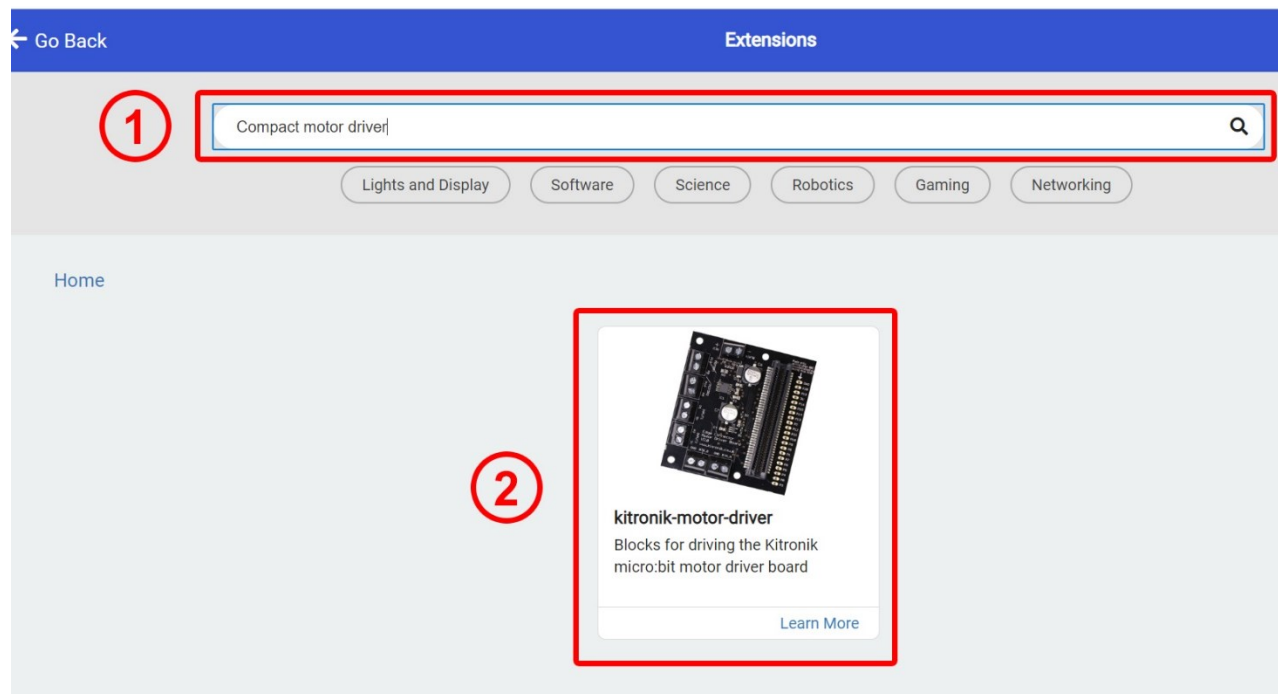 Go Back
Extensions
1
Compact motor driver
Lights and Display
Software
Science
Robotics
Gaming
Networking
Home
2
kitronik-motor-driver
Blocks for driving the Kitronik
micro:bit motor driver board
Learn More